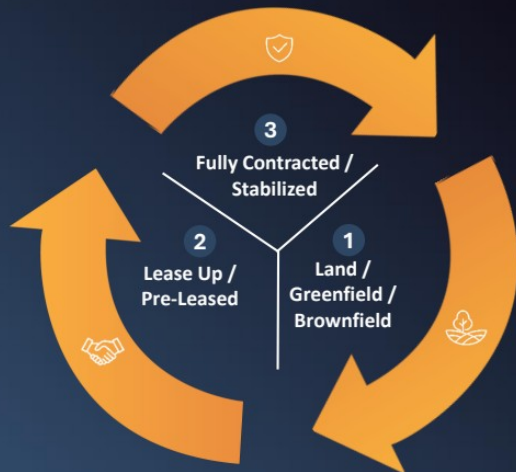 3
Fully Contracted /
Stabilized
2
Lease Up /
Pre-Leased
1
Land /
Greenfield /
Brownfield